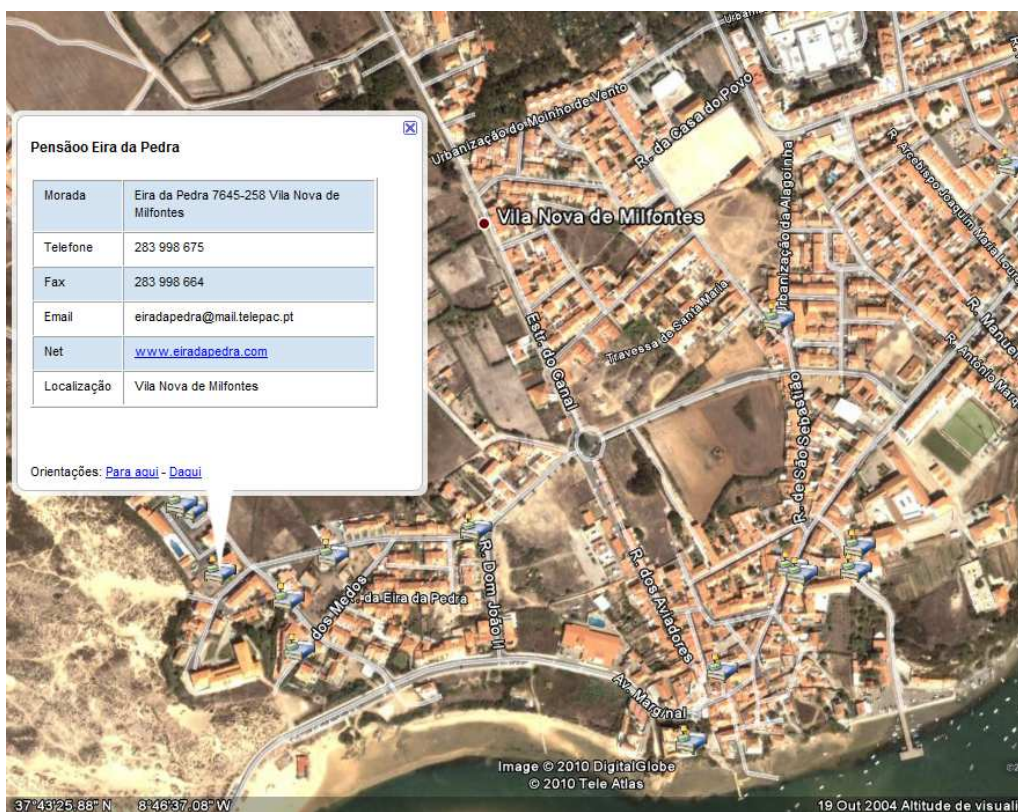 Urbanização do Moinho de Vento
R. da Casa do Povo
Pensãoo Eira da Pedra
Morada
Eira da Pedra 7645-258 Vila Nova de
Milfontes
Telefone
283 998 675
Fax
283 998 664
Email
eiradapedra@mail.telepac.pt
Net
www.eiradapedra.com
Localização
Vila Nova de Milfontes
Orientações: Para aqui - Daqui
Vila Nova de Milfontes
Urbanização da Alagoinha
R. Arcebispo Joaquim Maria Lour
Estr. do Canal
Travessa de Santa Maria
R. Manuel
R. António Marq
R. de São Sebastião
R. dos Aviadores
R. Dom João II
dos Medos
da Eira da Pedra
Av. Marginal
Image © 2010 DigitalGlobe
© 2010 Tele Atlas
37°43'25.88" N 8°46'37.08" W
19 Out 2004 Altitude de visuali